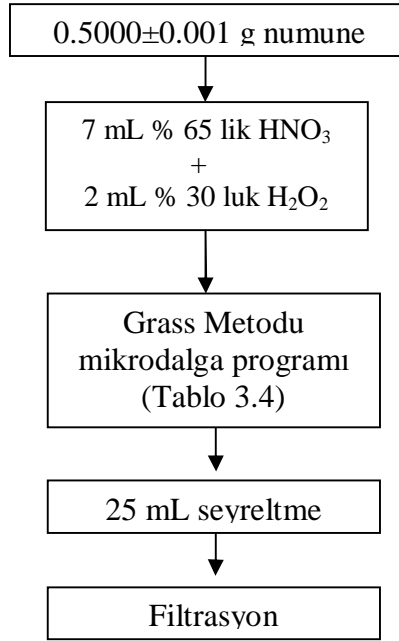 0.5000±0.001 g numune
7 mL % 65 lik HNO₃
+
2 mL % 30 luk H₂O₂
Grass Metodu
mikrodalga programı
(Tablo 3.4)
25 mL seyreltme
Filtrasyon